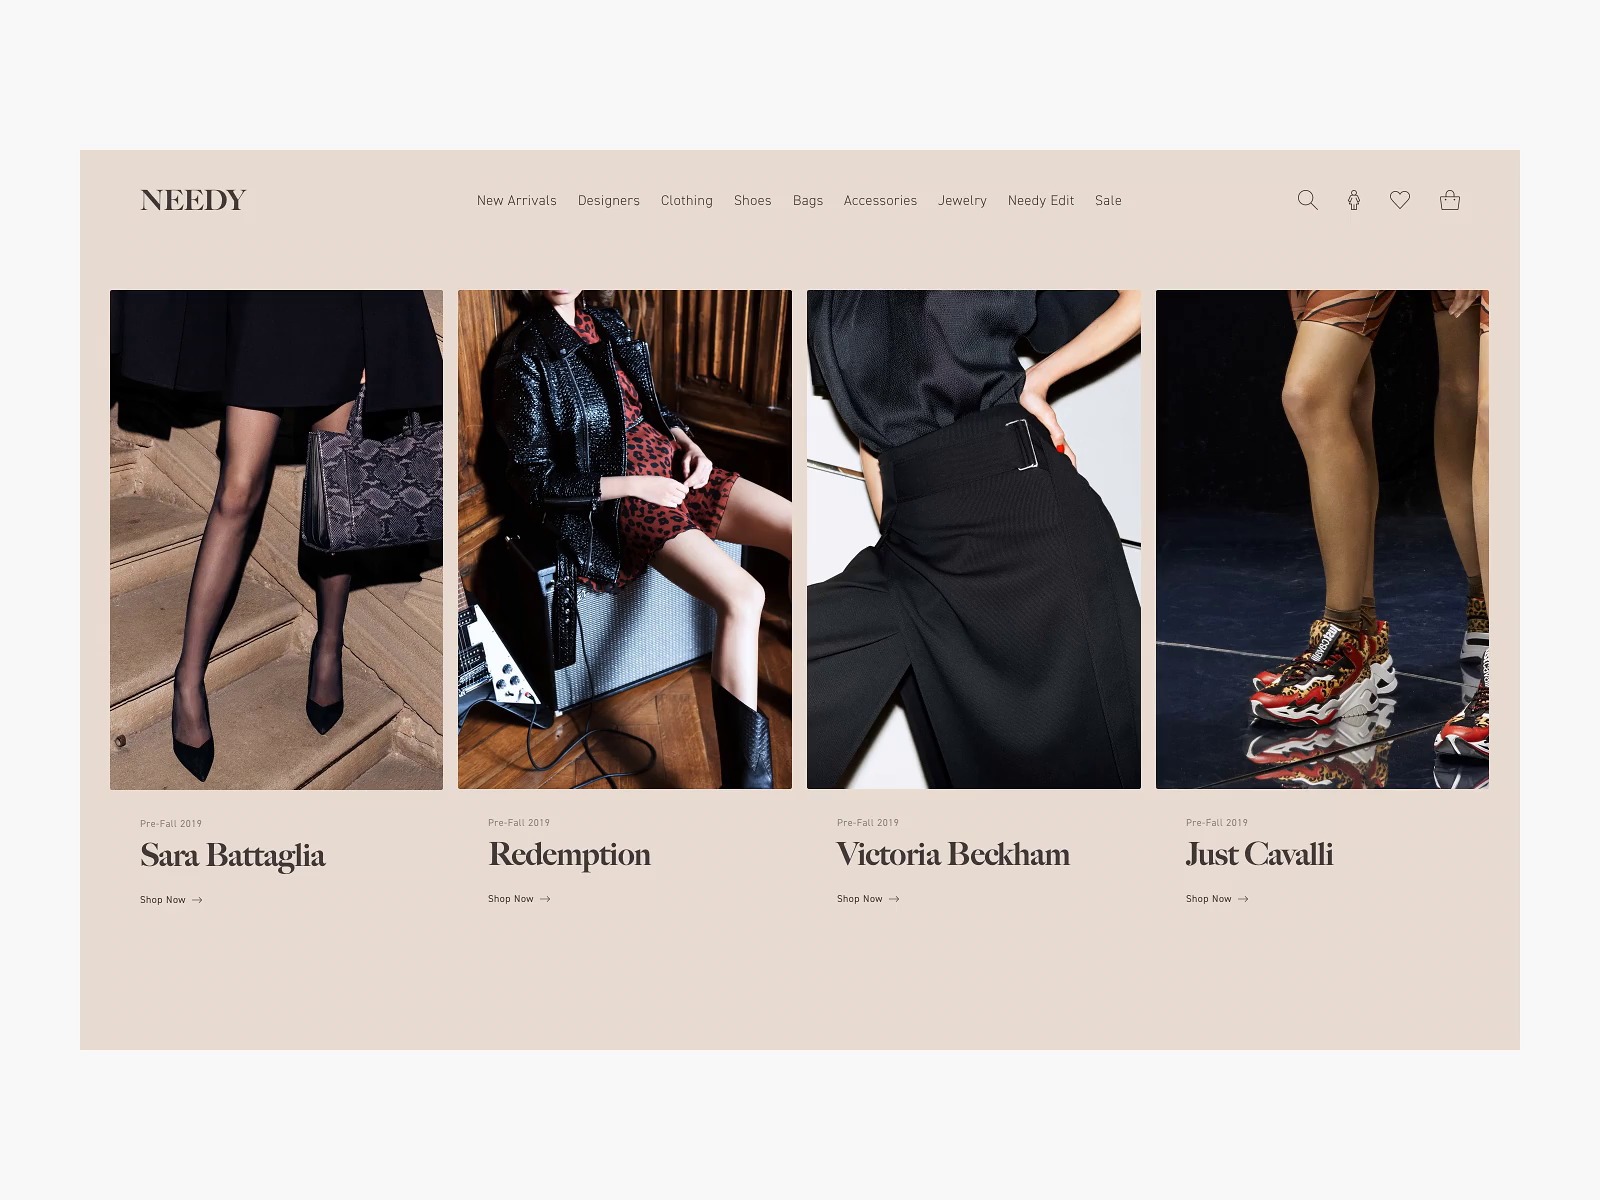 NEEDY
New Arrivals Designers Clothing Shoes Bags Accessories Jewelry Needy Edit Sale
Pre-Fall 2019
Sara Battaglia
Shop Now →
Pre-Fall 2019
Redemption
Shop Now →
Pre-Fall 2019
Victoria Beckham
Shop Now →
Pre-Fall 2019
Just Cavalli
Shop Now →